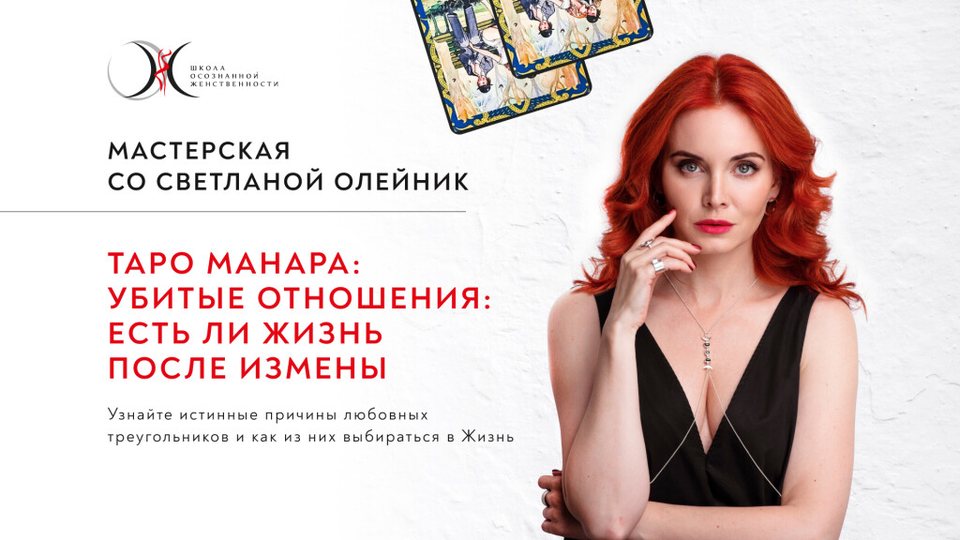 ШКОЛА
ОСОЗНАННОЙ
ЖЕНСТВЕННОСТИ
МАСТЕРСКАЯ
СО СВЕТЛАНОЙ ОЛЕЙНИК
ТАРО МАНАРА:
УБИТЫЕ ОТНОШЕНИЯ:
ЕСТЬ ЛИ ЖИЗНЬ
ПОСЛЕ ИЗМЕНЫ
Узнайте истинные причины любовных
треугольников и как из них выбираться в Жизнь